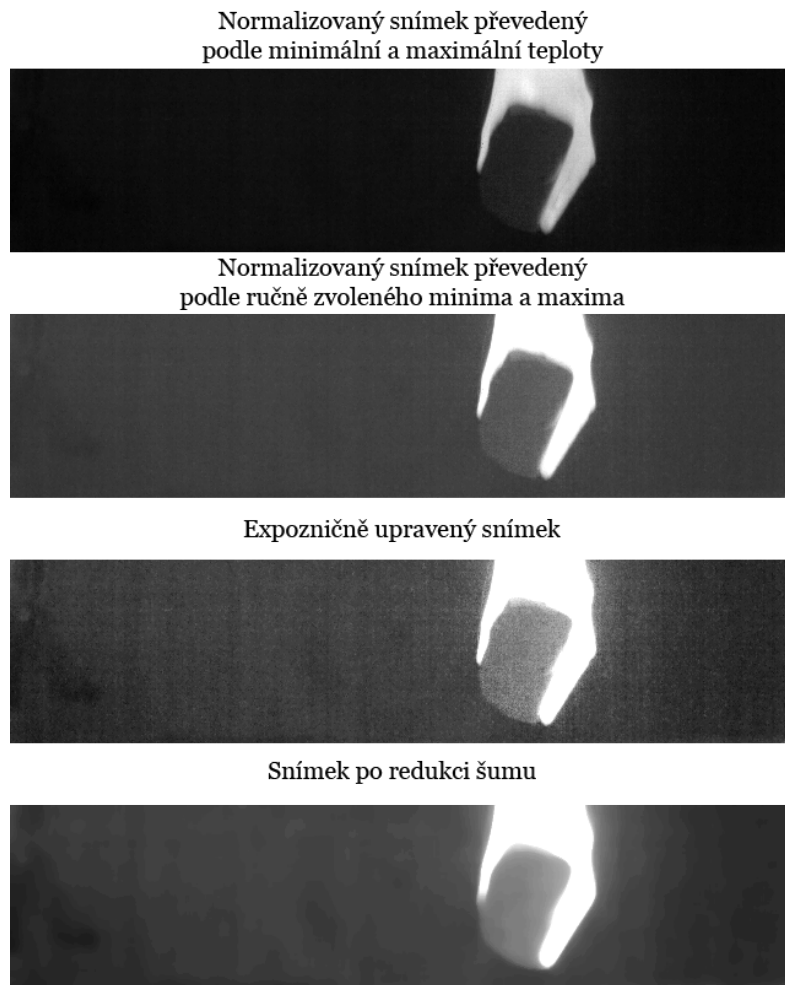 Normalizovaný snímek převedený
podle minimální a maximální teploty
Normalizovaný snímek převedený
podle ručně zvoleného minima a maxima
Expozničně upravený snímek
Snímek po redukci šumu